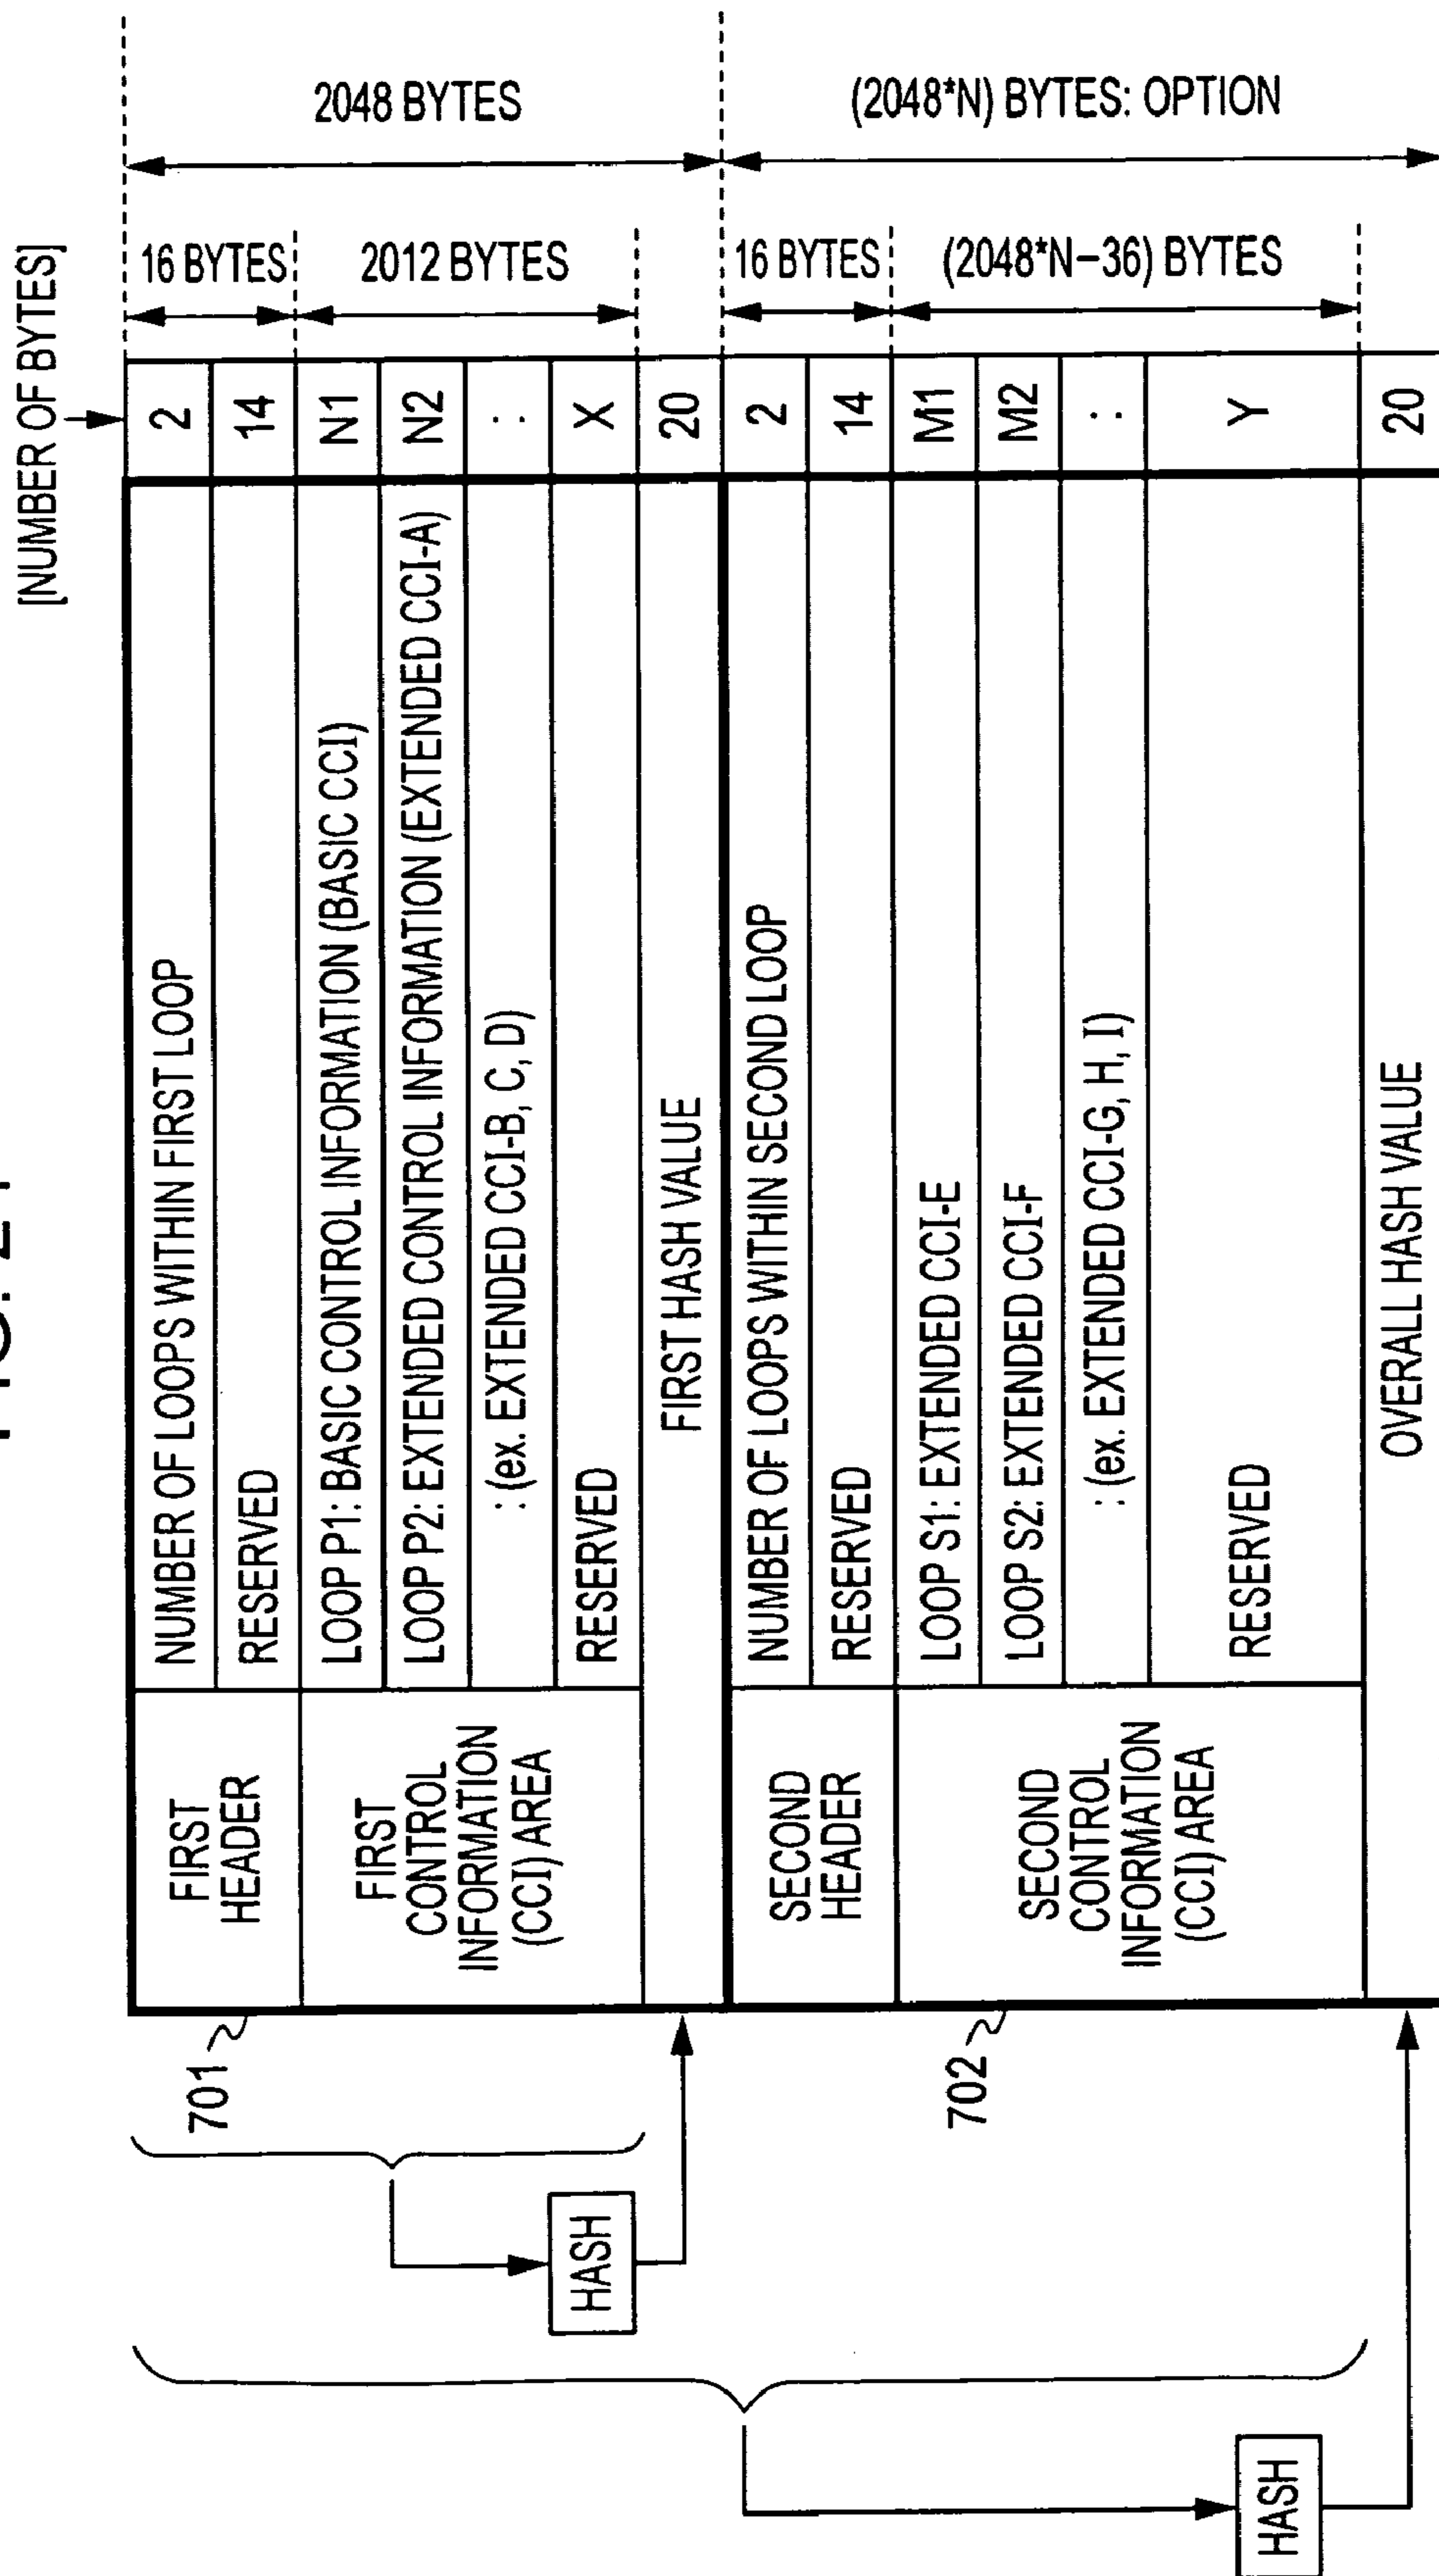 FIG.
[NUMBER OF BYTES]
FIRST
HEADER
NUMBER OF LOOPS WITHIN FIRST LOOP
2
16 BYTES
2048 BYTES
701
RESERVED
14
FIRST
CONTROL
INFORMATION
(CCI) AREA
LOOP P1: BASIC CONTROL INFORMATION (BASIC CCI)
N1
2012 BYTES
LOOP P2: EXTENDED CONTROL INFORMATION (EXTENDED CCI-A)
N2
: (ex. EXTENDED CCI-B, C, D)
:
RESERVED
X
HASH
FIRST HASH VALUE
20
SECOND
HEADER
NUMBER OF LOOPS WITHIN SECOND LOOP
2
16 BYTES
(2048*N) BYTES: OPTION
RESERVED
14
702
SECOND
CONTROL
INFORMATION
(CCI) AREA
LOOP S1: EXTENDED CCI-E
M1
(2048*N–36) BYTES
LOOP S2: EXTENDED CCI-F
M2
: (ex. EXTENDED CCI-G, H, I)
:
RESERVED
Y
HASH
OVERALL HASH VALUE
20